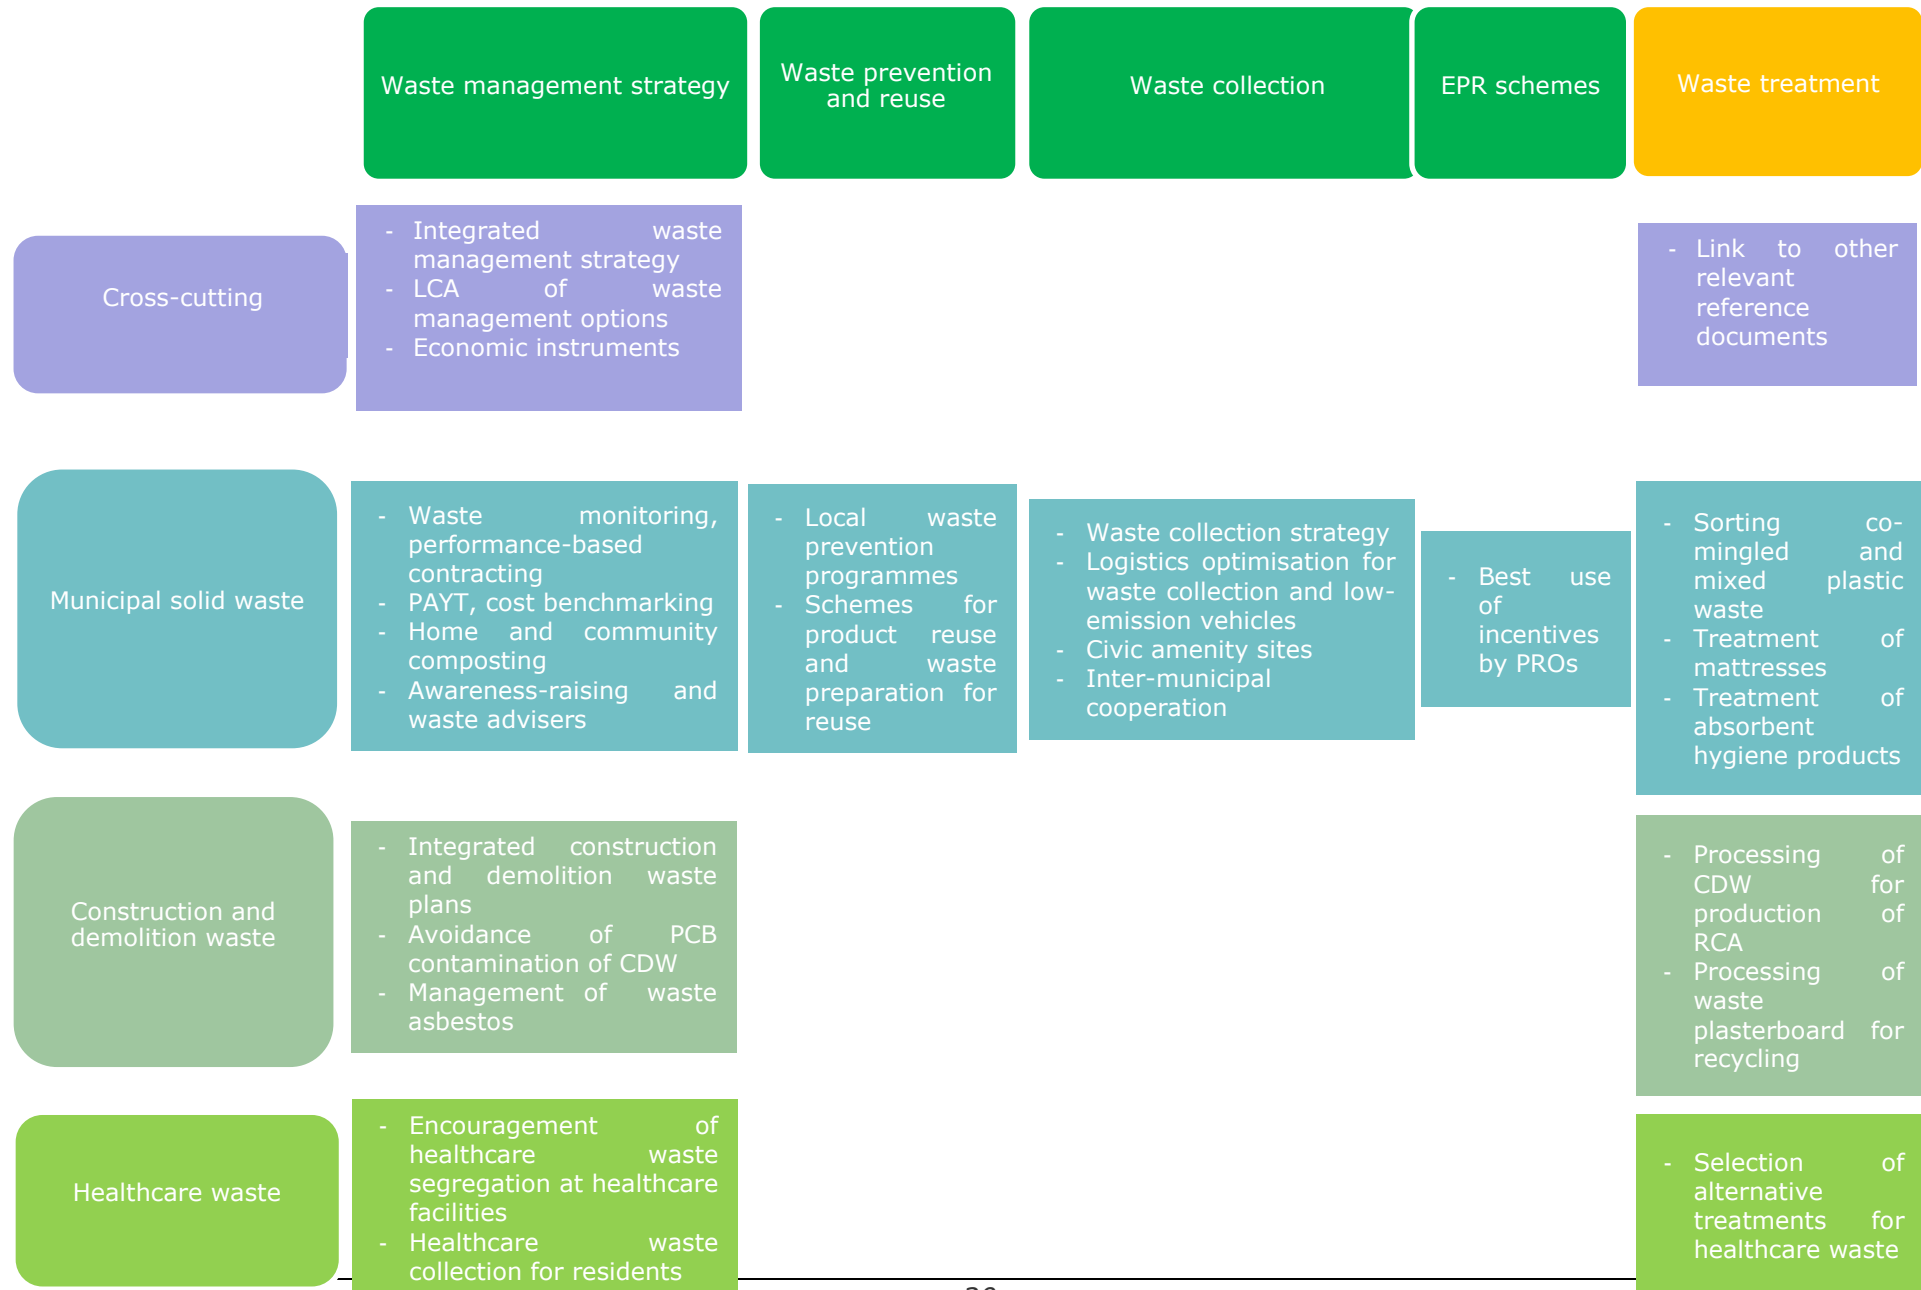 Waste management strategy
Waste prevention
and reuse
Waste collection
EPR schemes
Waste treatment
Cross-cutting
- Integrated waste
management strategy
- LCA of waste
management options
- Economic instruments
- Link to other
relevant
reference
documents
Municipal solid waste
- Waste monitoring,
performance-based
contracting
- PAYT, cost benchmarking
- Home and community
composting
- Awareness-raising and
waste advisers
- Local waste
prevention
programmes
- Schemes for
product reuse
and waste
preparation for
reuse
- Waste collection strategy
- Logistics optimisation for
waste collection and low-
emission vehicles
- Civic amenity sites
- Inter-municipal
cooperation
- Best use
of
incentives
by PROs
- Sorting co-
mingled and
mixed plastic
waste
- Treatment of
mattresses
- Treatment of
absorbent
hygiene products
Construction and
demolition waste
- Integrated construction
and demolition waste
plans
- Avoidance of PCB
contamination of CDW
- Management of waste
asbestos
- Processing of
CDW for
production of
RCA
- Processing of
waste
plasterboard for
recycling
Healthcare waste
- Encouragement of
healthcare waste
segregation at healthcare
facilities
- Healthcare waste
collection for residents
- Selection of
alternative
treatments for
healthcare waste